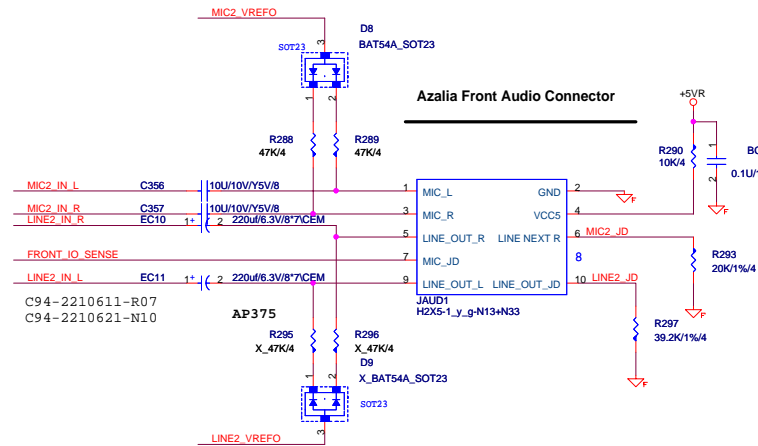 MIC2_VREFO
D8
BAT54A_SOT23
SOT23
3
1
2
Azalia Front Audio Connector
+5VR
R288
47K/4
R289
47K/4
R290
10K/4
1
2
0.1U/
F
MIC2_IN_L
C356
10U/10V/Y5V/8
1
MIC_L
GND
2
F
MIC2_IN_R
C357
10U/10V/Y5V/8
3
MIC_R
VCC5
4
LINE2_IN_R
EC10
1
+
2
220uf/6.3V/8*7\CEM
5
LINE_OUT_R
LINE NEXT R
6
MIC2_JD
FRONT_IO_SENSE
7
MIC_JD
8
R293
20K/1%/4
F
LINE2_IN_L
EC11
1
+
2
220uf/6.3V/8*7\CEM
9
LINE_OUT_L
LINE_OUT_JD
10
LINE2_JD
C94-2210611-R07
C94-2210621-N10
AP375
JAUD1
H2X5-1_y_g-N13+N33
R297
39.2K/1%/4
F
R295
X_47K/4
R296
X_47K/4
D9
X_BAT54A_SOT23
1
2
SOT23
3
LINE2_VREFO